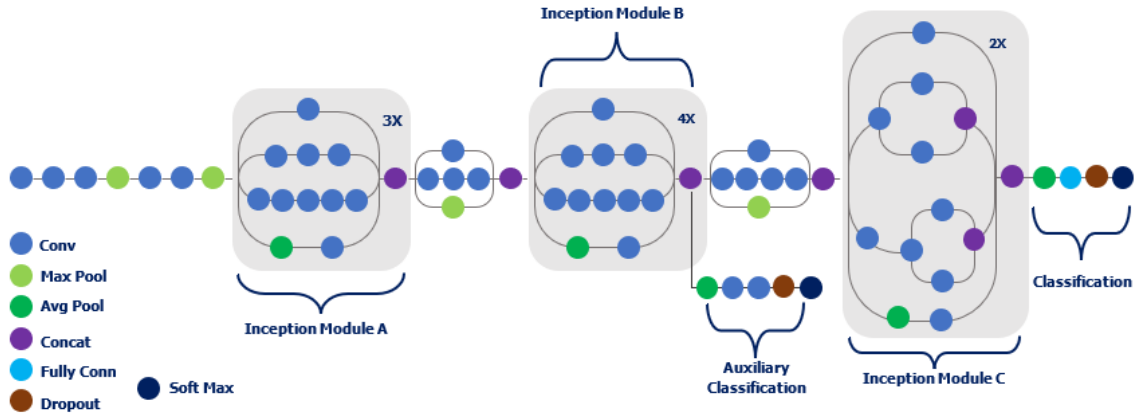 Inception Module B
3X
4X
2X
Conv
Max Pool
Avg Pool
Concat
Fully Conn
Dropout
Soft Max
Inception Module A
Auxiliary
Classification
Inception Module C
Classification